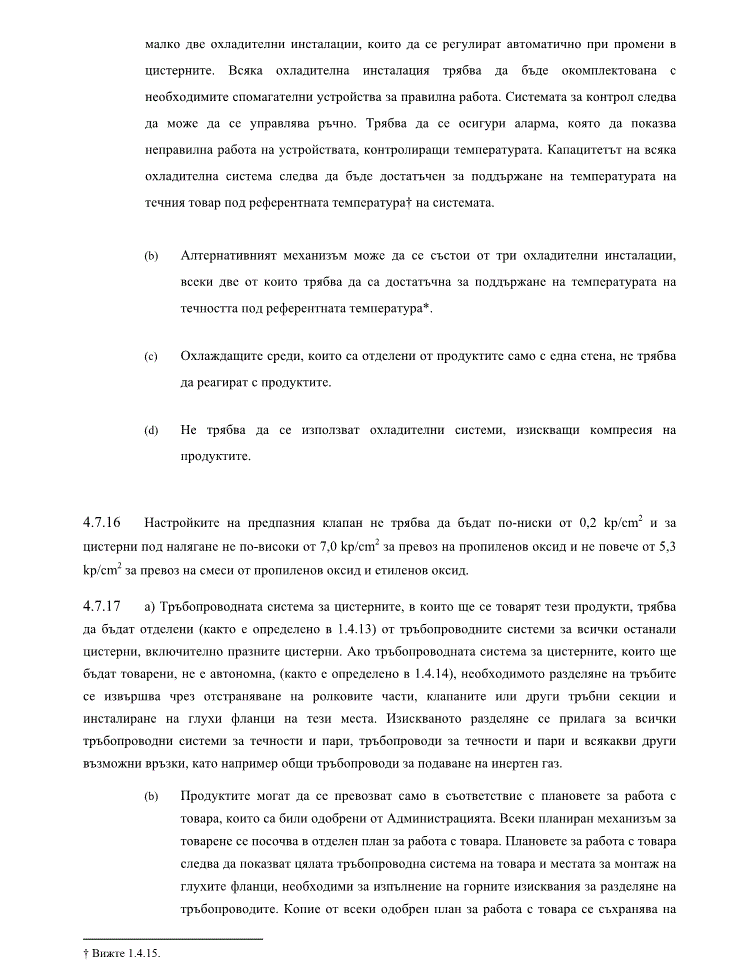 малко две охладителни инсталации, които да се регулират автоматично при промени в
цистерните. Всяка охладителна инсталация трябва да бъде окомплектована с
необходимите спомагателни устройства за правилна работа. Системата за контрол следва
да може да се управлява ръчно. Трябва да се осигури аларма, която да показва
неправилна работа на устройствата, контролиращи температурата. Капацитетът на всяка
охладителна система следва да бъде достатъчен за поддържане на температурата на
течния товар под референтната температура† на системата.
(b) Алтернативният механизъм може да се състои от три охладителни инсталации,
всеки две от които трябва да са достатъчна за поддържане на температурата на
течността под референтната температура*.
(c) Охлаждащите среди, които са отделени от продуктите само с една стена, не трябва
да реагират с продуктите.
(d) Не трябва да се използват охладителни системи, изискващи компресия на
продуктите.
4.7.16 Настройките на предпазния клапан не трябва да бъдат по-ниски от 0,2 kp/cm² и за
цистерни под налягане не по-високи от 7,0 kp/cm² за превоз на пропиленов оксид и не повече от 5,3
kp/cm² за превоз на смеси от пропиленов оксид и етиленов оксид.
4.7.17 а) Тръбопроводната система за цистерните, в които ще се товарят тези продукти, трябва
да бъдат отделени (както е определено в 1.4.13) от тръбопроводните системи за всички останали
цистерни, включително празните цистерни. Ако тръбопроводната система за цистерните, които ще
бъдат товарени, не е автономна, (както е определено в 1.4.14), необходимото разделяне на тръбите
се извършва чрез отстраняване на ролковите части, клапаните или други тръбни секции и
инсталиране на глухи фланци на тези места. Изискваното разделяне се прилага за всички
тръбопроводни системи за течности и пари, тръбопроводи за течности и пари и всякакви други
възможни връзки, като например общи тръбопроводи за подаване на инертен газ.
(b) Продуктите могат да се превозват само в съответствие с плановете за работа с
товара, които са били одобрени от Администрацията. Всеки планиран механизъм за
товарене се посочва в отделен план за работа с товара. Плановете за работа с товара
следва да показват цялата тръбопроводна система на товара и местата за монтаж на
глухите фланци, необходими за изпълнение на горните изисквания за разделяне на
тръбопроводите. Копие от всеки одобрен план за работа с товара се съхранява на
† Вижте 1.4.15.